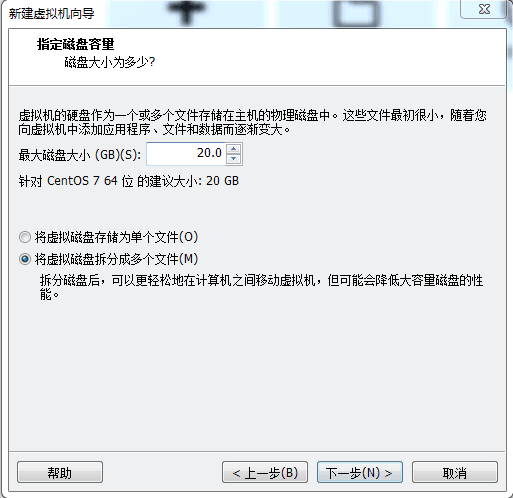 新建虚拟机向导
指定磁盘容量
磁盘大小为多少?
虚拟机的硬盘作为一个或多个文件存储在主机的物理磁盘中。这些文件最初很小，随着您
向虚拟机中添加应用程序、文件和数据而逐渐变大。
最大磁盘大小 (GB)(S): 20.0
针对 CentOS 7 64 位 的建议大小: 20 GB
将虚拟磁盘存储为单个文件(O)
将虚拟磁盘拆分成多个文件(M)
拆分磁盘后，可以更轻松地在计算机之间移动虚拟机，但可能会降低大容量磁盘的性
能。
帮助 < 上一步(B) 下一步(N) > 取消